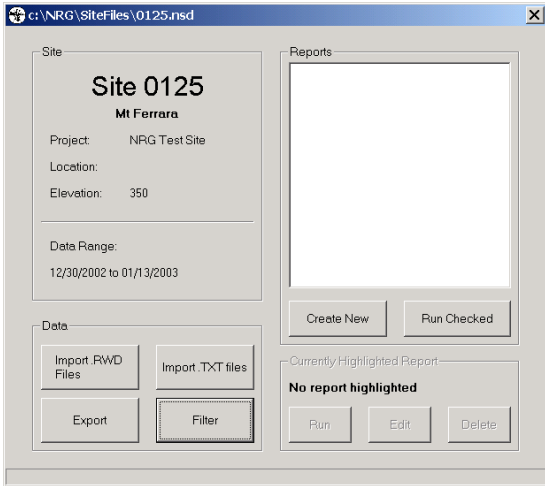 c:\NRG\SiteFiles\0125.nsd
Site
Site 0125
Mt Ferrara
Project: NRG Test Site
Location:
Elevation: 350
Data Range:
12/30/2002 to 01/13/2003
Data
Import .RWD
Files
Import .TXT files
Export
Filter
Reports
Create New
Run Checked
Currently Highlighted Report
No report highlighted
Run
Edit
Delete